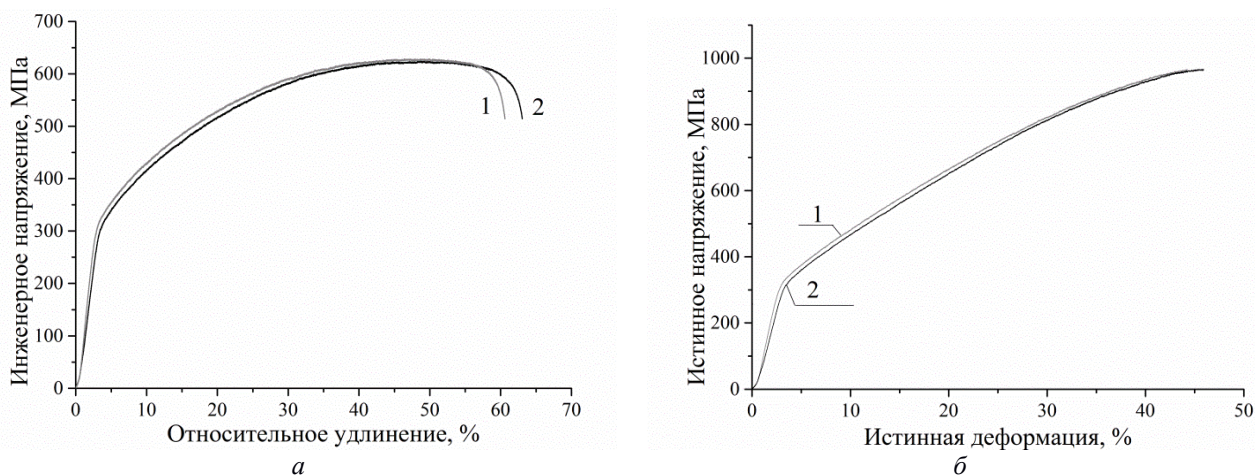 Инженерное напряжение, МПа
700
600
500
400
300
200
100
0
0 10 20 30 40 50 60 70
1 2
Относительное удлинение, %
а
Истинное напряжение, МПа
1000
800
600
400
200
0
0 10 20 30 40 50
1
2
Истинная деформация, %
б